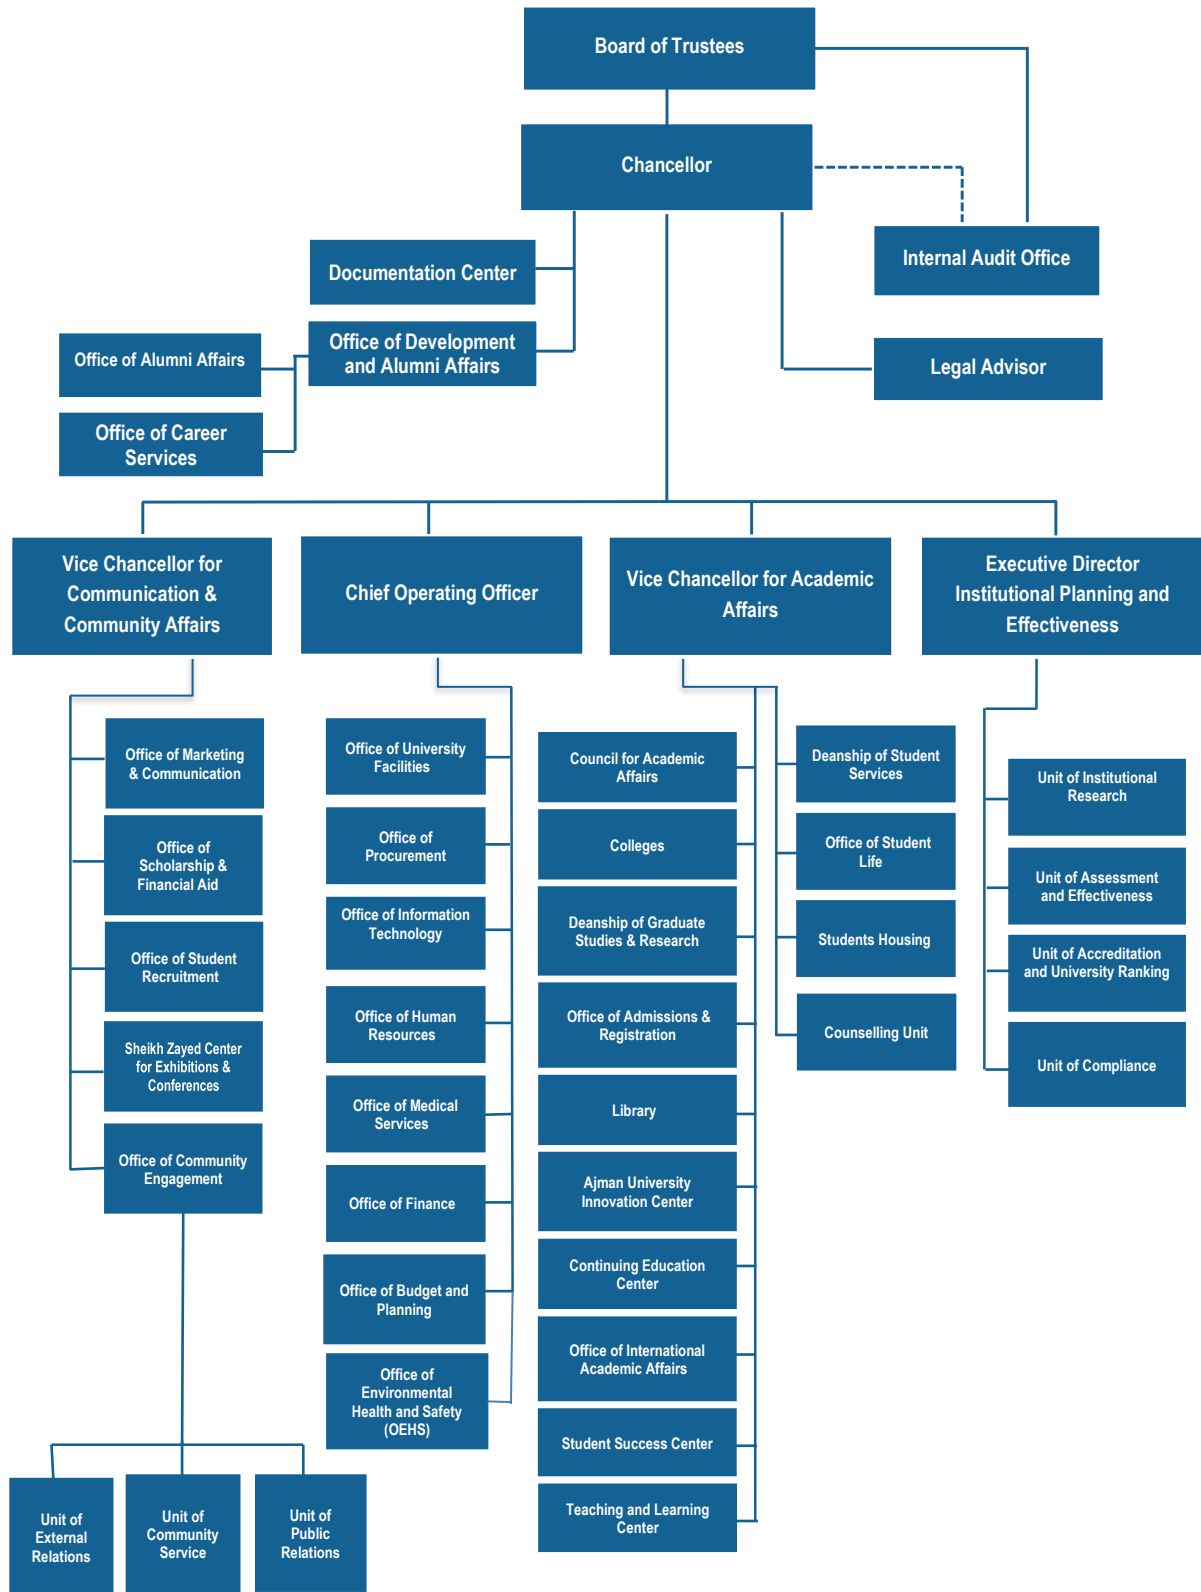 Board of Trustees
Chancellor
Internal Audit Office
Documentation Center
Office of Development
and Alumni Affairs
Legal Advisor
Office of Alumni Affairs
Office of Career
Services
Vice Chancellor for
Communication &
Community Affairs
Chief Operating Officer
Vice Chancellor for Academic
Affairs
Executive Director
Institutional Planning and
Effectiveness
Office of Marketing
& Communication
Office of
Scholarship &
Financial Aid
Office of Student
Recruitment
Sheikh Zayed Center
for Exhibitions &
Conferences
Office of Community
Engagement
Unit of
External
Relations
Unit of
Community
Service
Unit of
Public
Relations
Office of University
Facilities
Office of
Procurement
Office of Information
Technology
Office of Human
Resources
Office of Medical
Services
Office of Finance
Office of Budget and
Planning
Office of
Environmental
Health and Safety
(OEHS)
Council for Academic
Affairs
Colleges
Deanship of Graduate
Studies & Research
Office of Admissions &
Registration
Library
Ajman University
Innovation Center
Continuing Education
Center
Office of International
Academic Affairs
Student Success Center
Teaching and Learning
Center
Deanship of Student
Services
Office of Student
Life
Students Housing
Counselling Unit
Unit of Institutional
Research
Unit of Assessment
and Effectiveness
Unit of Accreditation
and University Ranking
Unit of Compliance